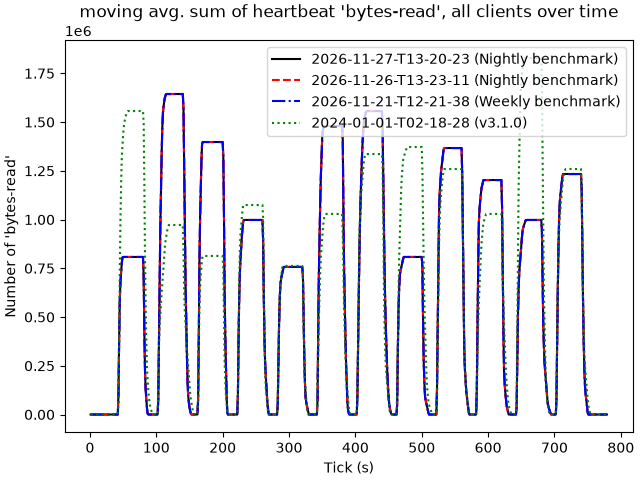 moving avg. sum of heartbeat 'bytes-read', all clients over time
1e6
2026-11-27-T13-20-23 (Nightly benchmark)
2026-11-26-T13-23-11 (Nightly benchmark)
2026-11-21-T12-21-38 (Weekly benchmark)
2024-01-01-T02-18-28 (v3.1.0)
Number of 'bytes-read'
1.75
1.50
1.25
1.00
0.75
0.50
0.25
0.00
0 100 200 300 400 500 600 700 800
Tick (s)